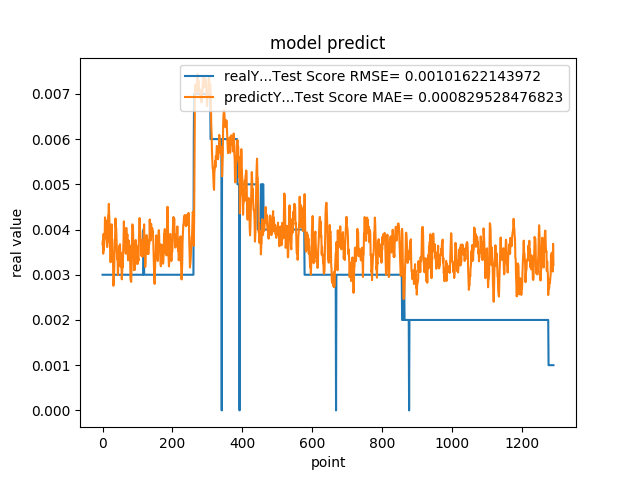 model predict
realY...Test Score RMSE= 0.00101622143972
predictY...Test Score MAE= 0.000829528476823
0.007
0.006
0.005
0.004
0.003
0.002
0.001
0.000
real value
0 200 400 600 800 1000 1200
point